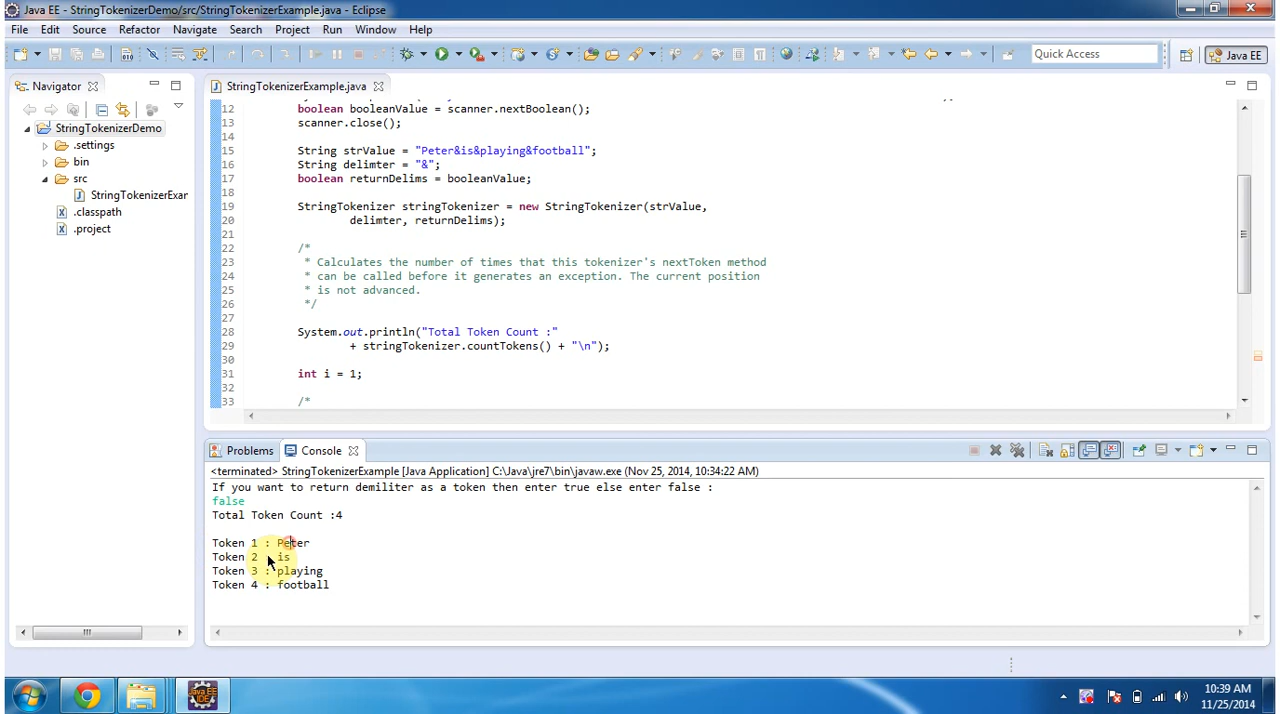 Java EE - StringTokenizerDemo/src/StringTokenizerExample.java - Eclipse
File Edit Source Refactor Navigate Search Project Run Window Help
Quick Access
Java EE
Navigator
StringTokenizerExample.java
StringTokenizerDemo
.settings
bin
src
StringTokenizerExar
.classpath
.project
12 boolean booleanValue = scanner.nextBoolean();
13 scanner.close();
14
15 String strValue = "Peter&is&playing&football";
16 String delimter = "&";
17 boolean returnDelims = booleanValue;
18
19 StringTokenizer stringTokenizer = new StringTokenizer(strValue,
20 delimter, returnDelims);
21
22 /*
23 * Calculates the number of times that this tokenizer's nextToken method
24 * can be called before it generates an exception. The current position
25 * is not advanced.
26 */
27
28 System.out.println("Total Token Count :"
29 + stringTokenizer.countTokens() + "\n");
30
31 int i = 1;
32
33 /*
Problems Console
<terminated> StringTokenizerExample [Java Application] C:\Java\jre7\bin\javaw.exe (Nov 25, 2014, 10:34:22 AM)
If you want to return demiliter as a token then enter true else enter false :
false
Total Token Count :4
Token 1 : Peter
Token 2 : is
Token 3 : playing
Token 4 : football
Java EE
IDE
10:39 AM
11/25/2014